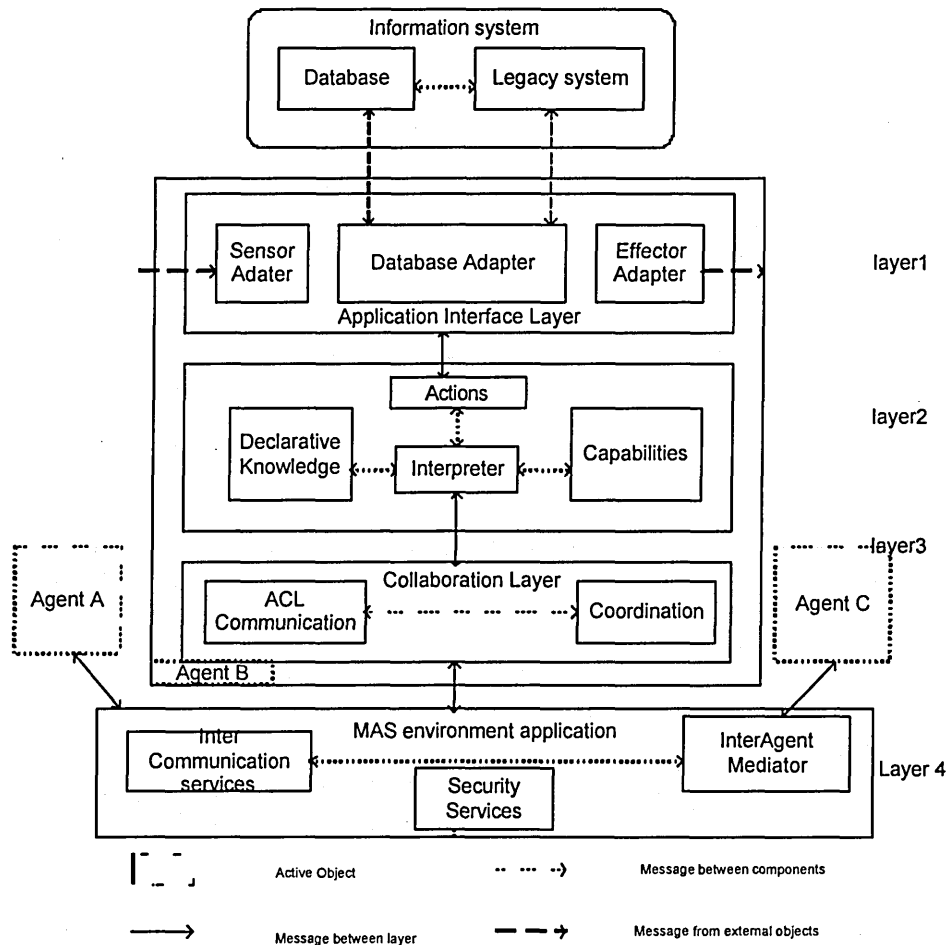 Information system
Database
Legacy system
Sensor
Adater
Database Adapter
Effector
Adapter
layer1
Application Interface Layer
Actions
layer2
Declarative
Knowledge
Interpreter
Capabilities
layer3
Agent A
Collaboration Layer
ACL
Communication
Coordination
Agent C
Agent B
MAS environment application
Inter
Communication
services
InterAgent
Mediator
Layer 4
Security
Services
Active Object
Message between components
Message between layer
Message from external objects